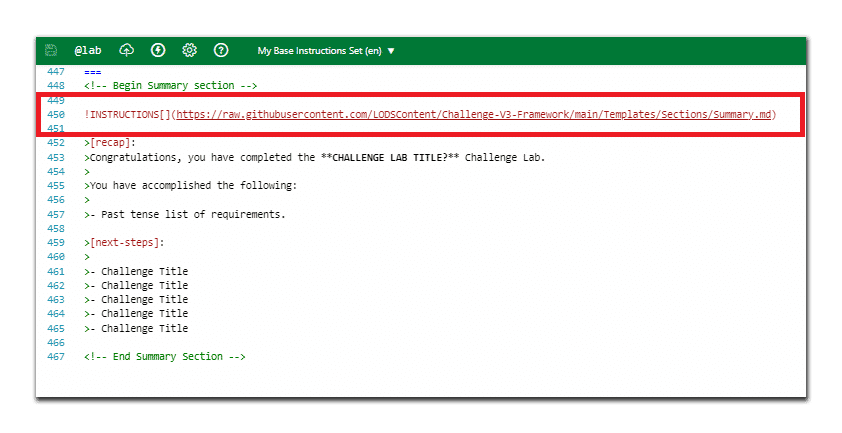 @lab My Base Instructions Set (en) ▼
447 ===
448 <!-- Begin Summary section -->
449
450 !INSTRUCTIONS[](https://raw.githubusercontent.com/LODSContent/Challenge-V3-Framework/main/Templates/Sections/Summary.md)
451
452 >[recap]:
453 >Congratulations, you have completed the **CHALLENGE LAB TITLE?** Challenge Lab.
454 >
455 >You have accomplished the following:
456 >
457 >- Past tense list of requirements.
458
459 >[next-steps]:
460 >
461 >- Challenge Title
462 >- Challenge Title
463 >- Challenge Title
464 >- Challenge Title
465 >- Challenge Title
466
467 <!-- End Summary Section -->